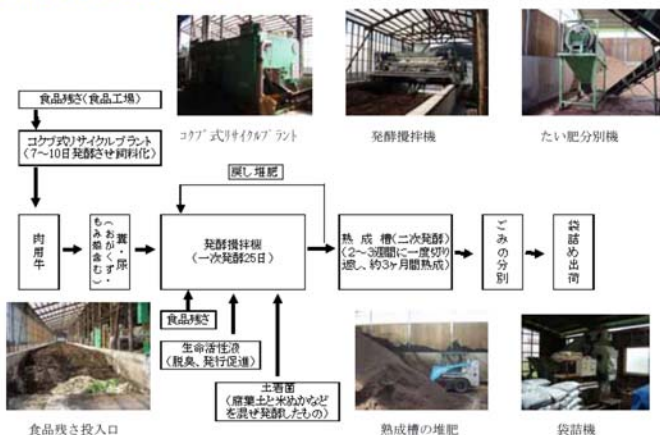 食品残さ(食品工場)
コクブ式リサイクルプラント
(7～10日発酵させ飼料化)
コクブ式リサイクルプラント
発酵攪拌機
たい肥分別機
戻し堆肥
肉用牛
糞・尿
(おがくず・
もみ殻含む)
発酵攪拌機
(一次発酵25日)
熟成槽(二次発酵)
(2～3週間に一度切り
返し、約3ヶ月間熟成)
ごみの分別
袋詰め出荷
食品残さ
生命活性液
(脱臭、発行促進)
土着菌
(腐葉土と米ぬかなど
を混ぜ発酵したもの)
食品残さ投入口
熟成槽の堆肥
袋詰機